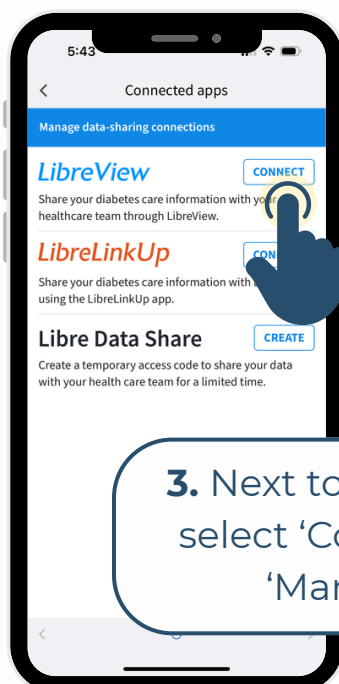 5:43
Connected apps
Manage data-sharing connections
LibreView
CONNECT
Share your diabetes care information with your
healthcare team through LibreView.
LibreLinkUp
Share your diabetes care information with
using the LibreLinkUp app.
Libre Data Share
CREATE
Create a temporary access code to share your data
with your health care team for a limited time.
3. Next to
select